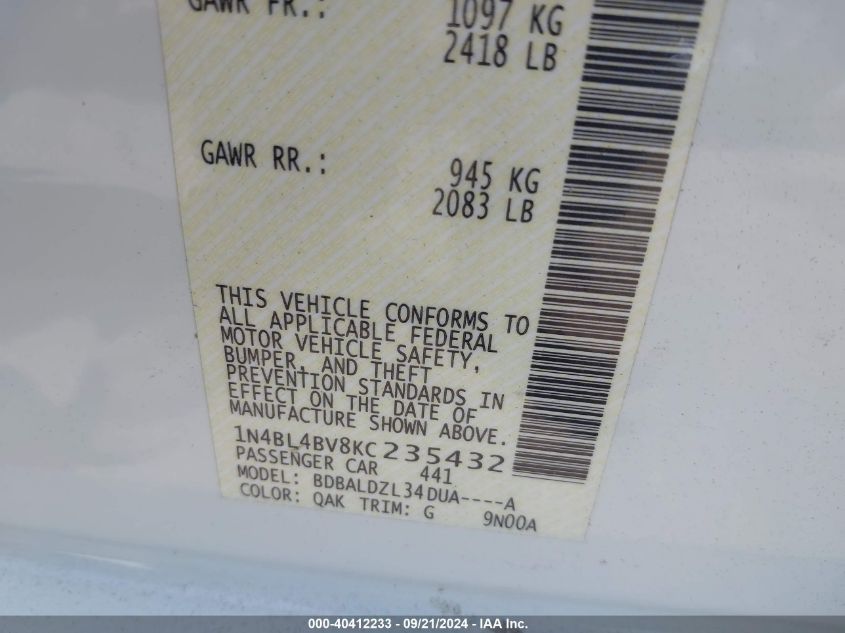 GAWR FR.: 1097 KG
2418 LB
GAWR RR.: 945 KG
2083 LB
THIS VEHICLE CONFORMS TO
ALL APPLICABLE FEDERAL
MOTOR VEHICLE SAFETY,
BUMPER, AND THEFT
PREVENTION STANDARDS IN
EFFECT ON THE DATE OF
MANUFACTURE SHOWN ABOVE.
1N4BL4BV8KC235432
PASSENGER CAR 441
MODEL: BDBALDZL34DUA----A
COLOR: QAK TRIM: G 9N00A
000-40412233 - 09/21/2024 - IAA Inc.